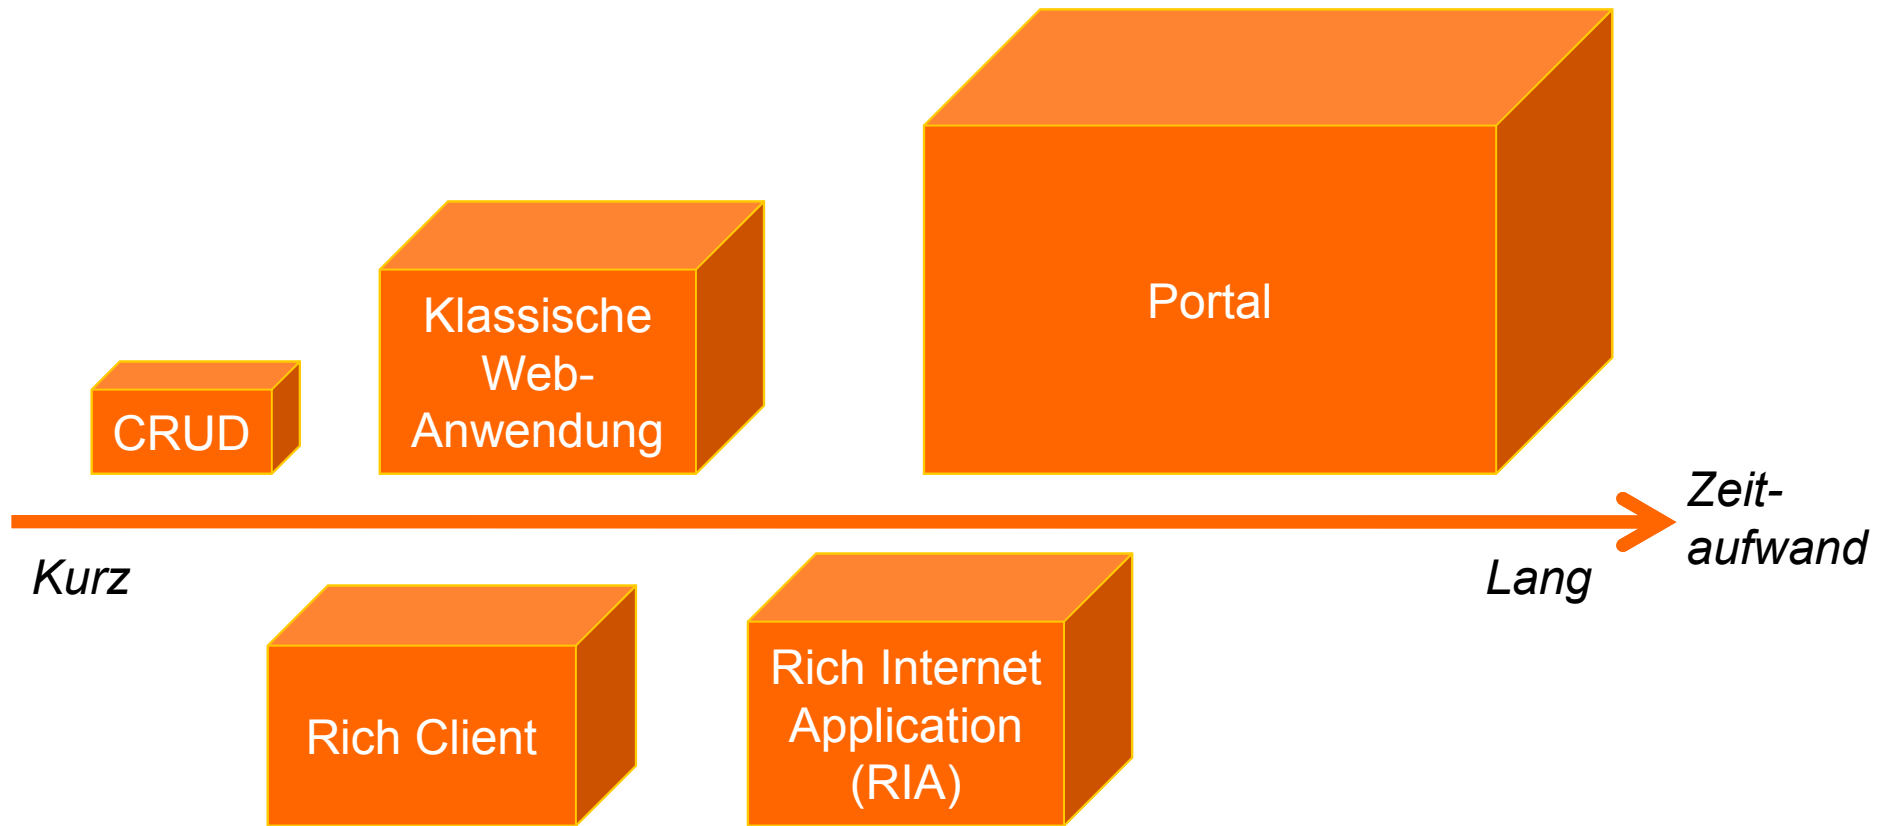 Portal
Klassische
Web-
Anwendung
CRUD
Zeit-
aufwand
Kurz
Lang
Rich Client
Rich Internet
Application
(RIA)